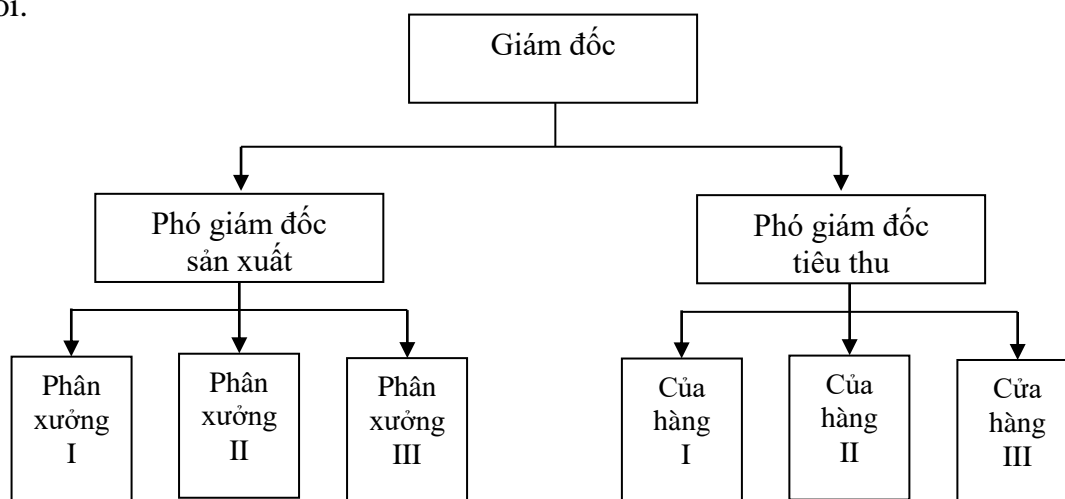 ỏi.
Giám đốc
Phó giám đốc
sản xuất
Phó giám đốc
tiêu thu
Phân
xưởng
I
Phân
xưởng
II
Phân
xưởng
III
Của
hàng
I
Của
hàng
II
Cửa
hàng
III